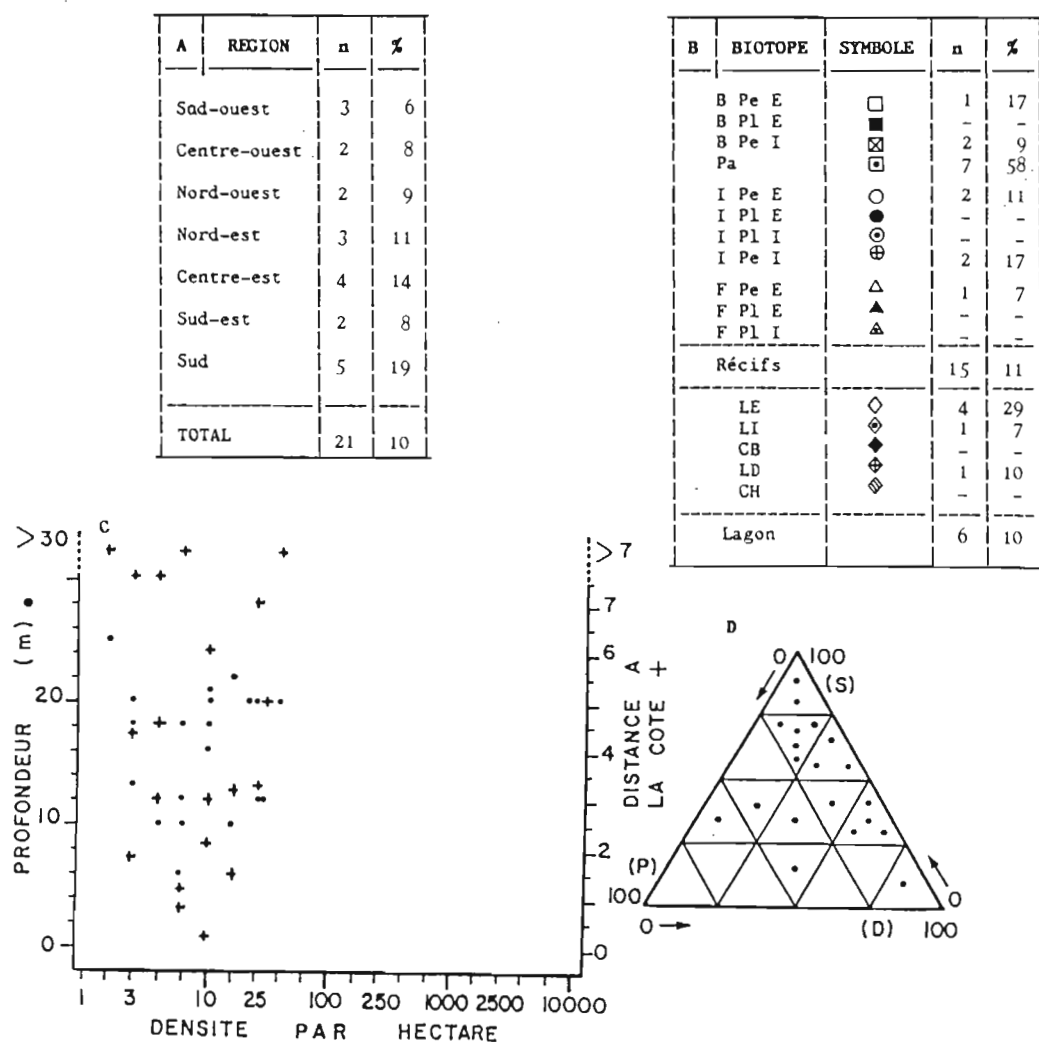 A REGION n %
Sad-ouest 3 6
Centre-ouest 2 8
Nord-ouest 2 9
Nord-est 3 11
Centre-est 4 14
Sud-est 2 8
Sud 5 19
TOTAL 21 10
B BIOTOPE SYMBOLE n %
B Pe E 1 17
B Pl E - -
B Pe I 2 9
Pa 7 58
I Pe E 2 11
I Pl E - -
I Pl I - -
I Pe I 2 17
F Pe E 1 7
F Pl E - -
F Pl I - -
Récifs 15 11
LE 4 29
LI 1 7
CB - -
LD 1 10
CH - -
Lagon 6 10
C
>30
20
10
0
PROFONDEUR (m)
>7
7
6
4
2
0
DISTANCE A
LA COTE +
1 3 10 25 100 250 1000 2500 10000
DENSITE PAR HECTARE
D
0 100
(S)
(P)
100
0
0
(D) 100